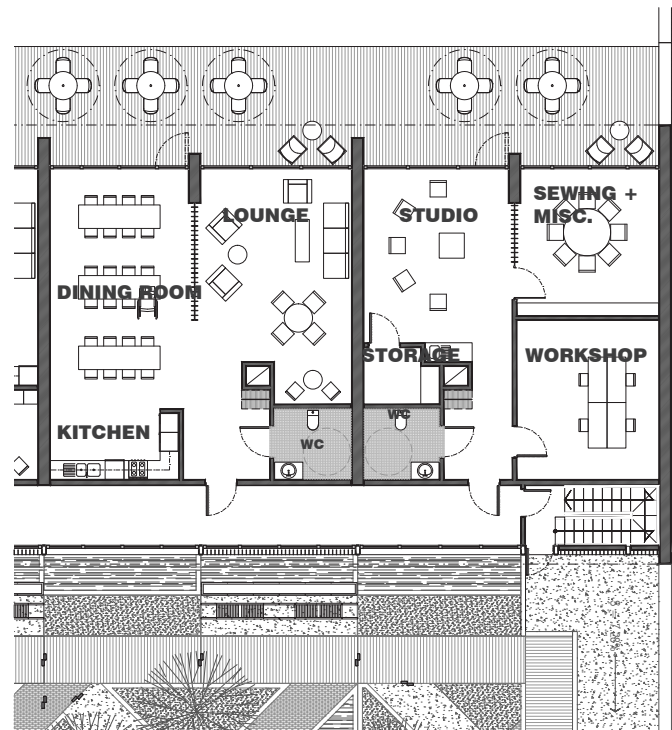 SEWING +
MISC.
LOUNGE
STUDIO
DINING ROOM
STORAGE
WORKSHOP
WC
KITCHEN
WC